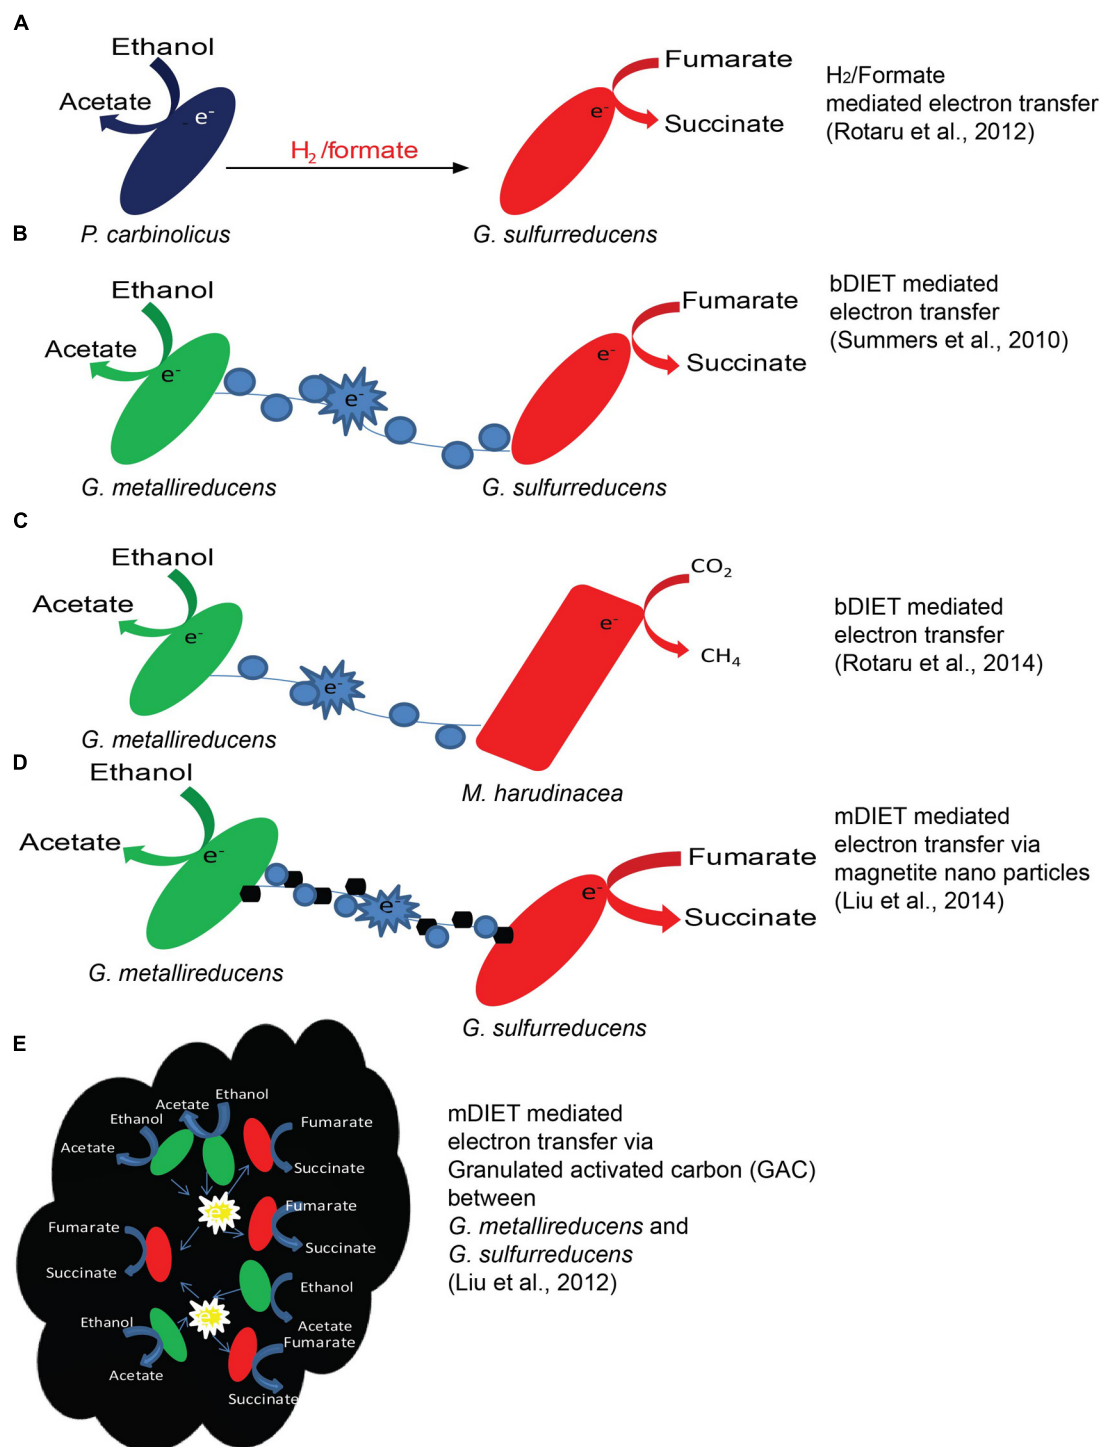 A
Ethanol
Acetate
e-
H2/formate
P. carbinolicus
e-
Fumarate
Succinate
G. sulfurreducens
H2/Formate
mediated electron transfer
(Rotaru et al., 2012)
B
Ethanol
Acetate
e-
e-
G. metallireducens
e-
Fumarate
Succinate
G. sulfurreducens
bDIET mediated
electron transfer
(Summers et al., 2010)
C
Ethanol
Acetate
e-
e-
G. metallireducens
e-
CO2
CH4
M. harudinacea
bDIET mediated
electron transfer
(Rotaru et al., 2014)
D
Ethanol
Acetate
e-
e-
G. metallireducens
e-
Fumarate
Succinate
G. sulfurreducens
mDIET mediated
electron transfer via
magnetite nano particles
(Liu et al., 2014)
E
Ethanol
Acetate
Ethanol
Acetate
Fumarate
Succinate
e-
Fumarate
Succinate
Fumarate
Succinate
Ethanol
Acetate
e-
Ethanol
Acetate
Fumarate
Succinate
mDIET mediated
electron transfer via
Granulated activated carbon (GAC)
between
G. metallireducens and
G. sulfurreducens
(Liu et al., 2012)